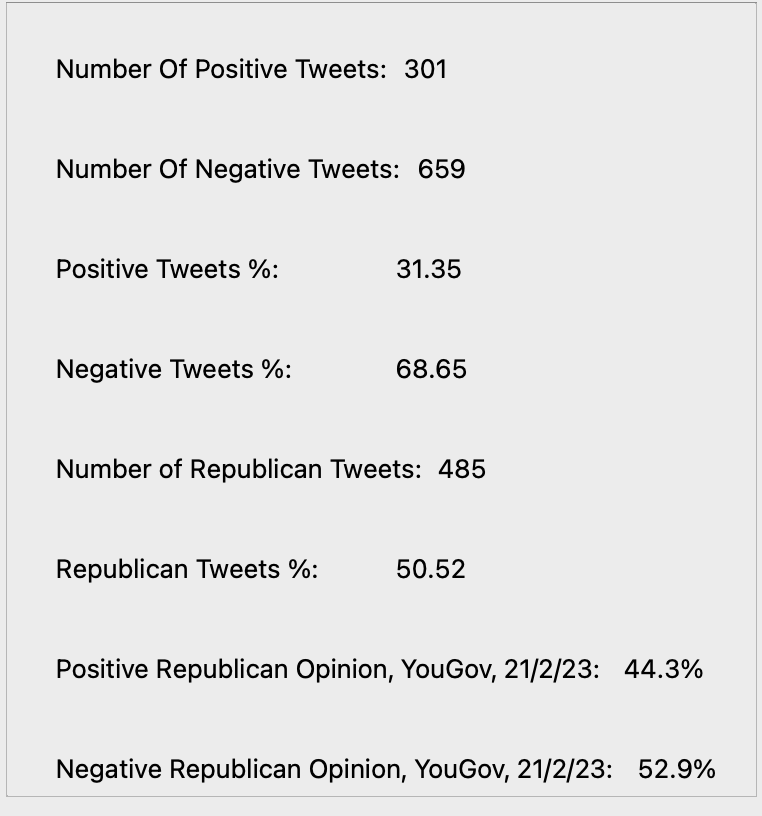 Number Of Positive Tweets: 301
Number Of Negative Tweets: 659
Positive Tweets %: 31.35
Negative Tweets %: 68.65
Number of Republican Tweets: 485
Republican Tweets %: 50.52
Positive Republican Opinion, YouGov, 21/2/23: 44.3%
Negative Republican Opinion, YouGov, 21/2/23: 52.9%